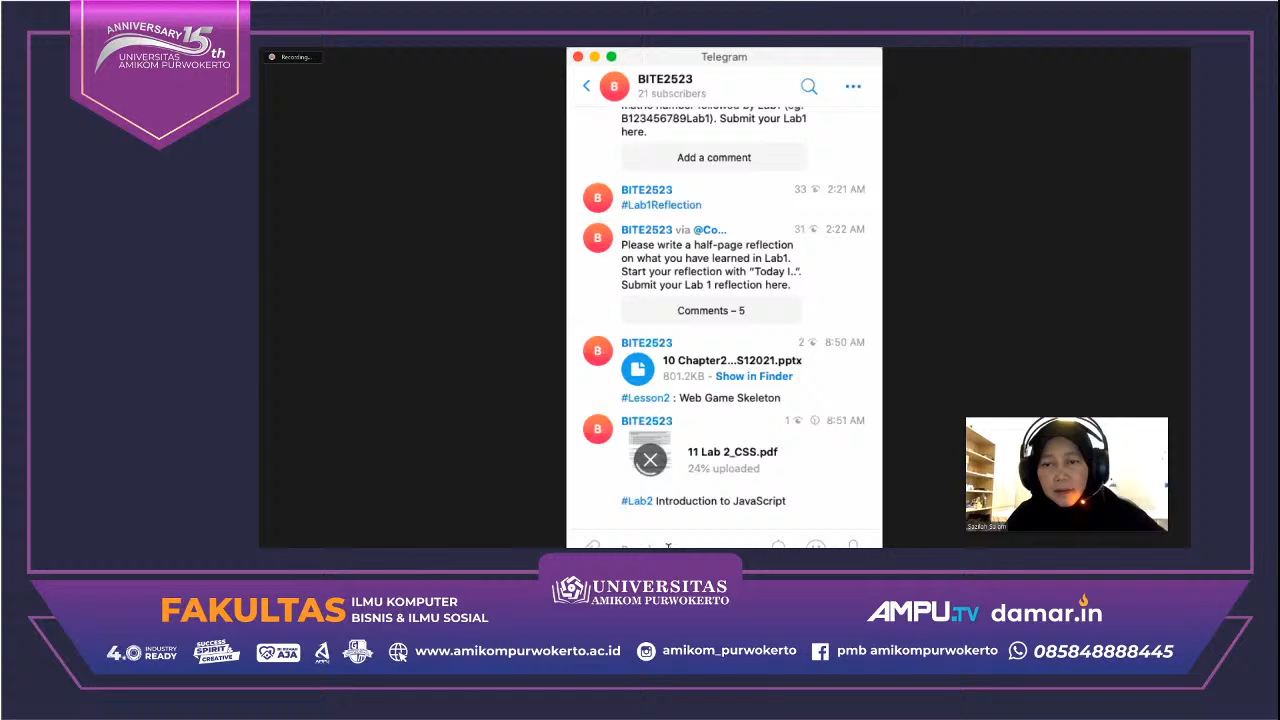 ANNIVERSARY 15th
UNIVERSITAS
AMIKOM PURWOKERTO
Recording...
Telegram
BITE2523
21 subscribers
matric number followed by Lab1 (eg:
B123456789Lab1). Submit your Lab1
here.
Add a comment
BITE2523 33 2:21 AM
#Lab1Reflection
BITE2523 via @Co... 31 2:22 AM
Please write a half-page reflection
on what you have learned in Lab1.
Start your reflection with "Today I..".
Submit your Lab 1 reflection here.
Comments – 5
BITE2523 2 8:50 AM
10 Chapter2...S12021.pptx
801.2KB - Show in Finder
#Lesson2 : Web Game Skeleton
BITE2523 1 8:51 AM
11 Lab 2_CSS.pdf
24% uploaded
#Lab2 Introduction to JavaScript
B
B
B
B
B
Sazilah Salam
UNIVERSITAS
AMIKOM PURWOKERTO
FAKULTAS ILMU KOMPUTER
BISNIS & ILMU SOSIAL
AMPU.TV damar.in
4.0 INDUSTRY READY
SUCCESS SPIRIT CREATIVE
www.amikompurwokerto.ac.id
amikom_purwokerto
pmb amikompurwokerto
085848888445